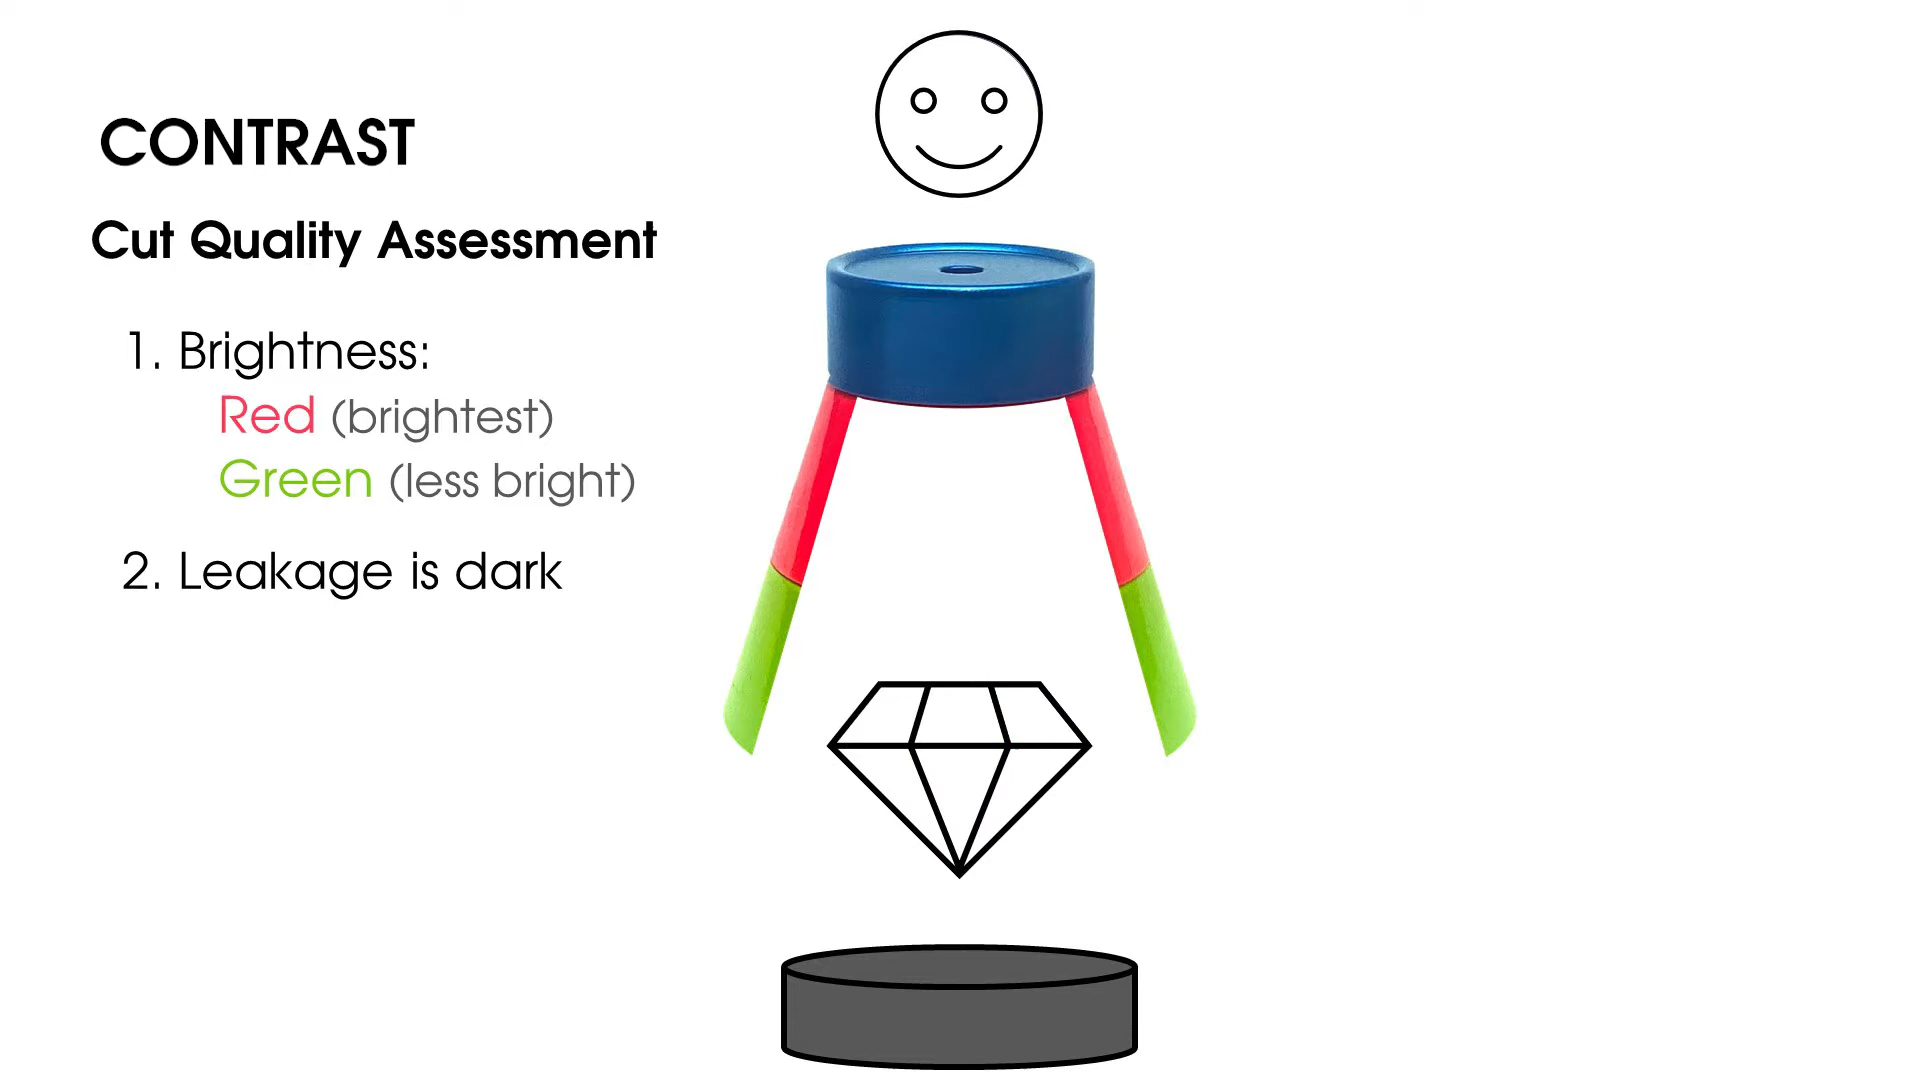 CONTRAST
Cut Quality Assessment
1. Brightness:
Red (brightest)
Green (less bright)
2. Leakage is dark